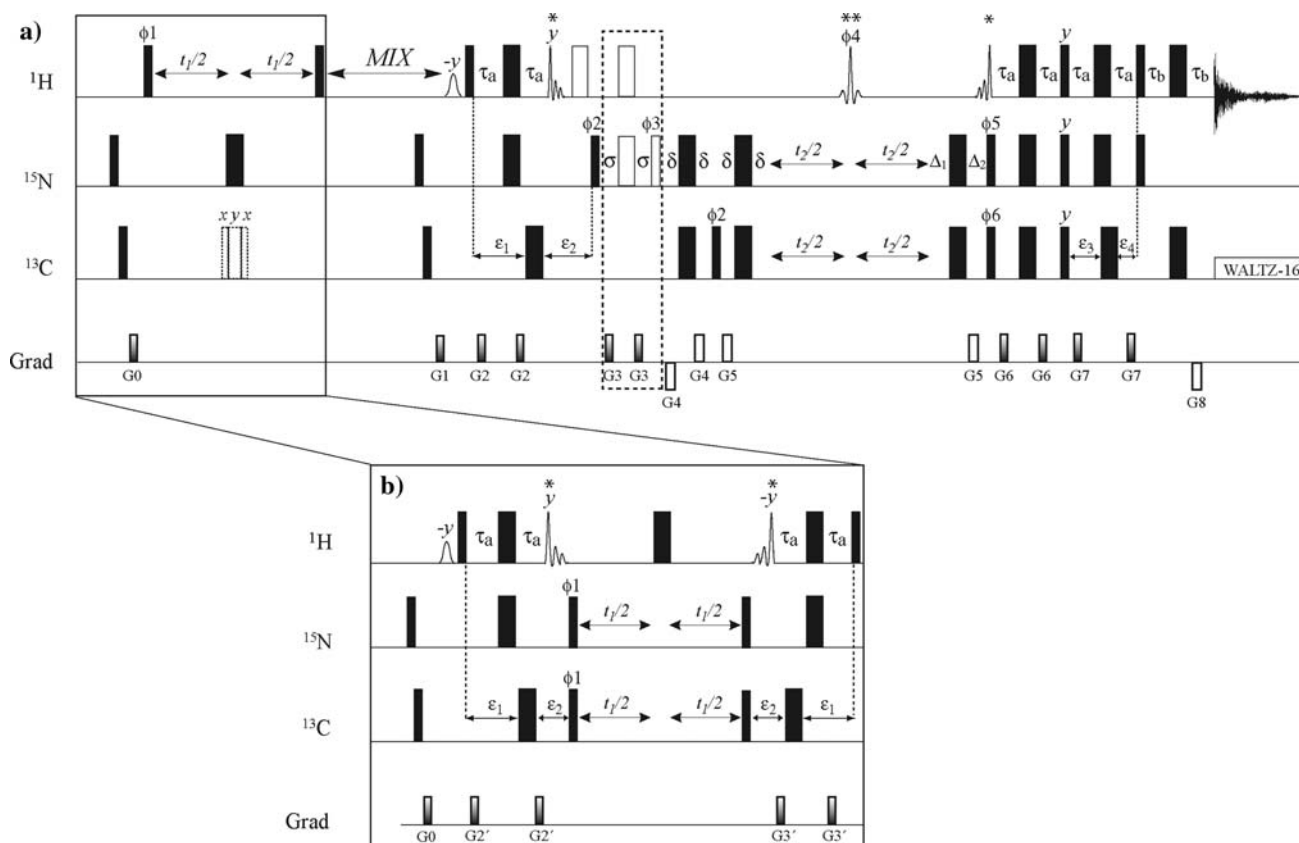 a)
* ** *
ϕ1 y ϕ4 y
t₁/2 t₁/2 MIX -y τa τa τa τa τa τa τb τb
¹H
ϕ2 ϕ3 ϕ5 y
¹⁵N σ σ δ δ δ δ t₂/2 t₂/2 Δ₁ Δ₂
x y x ϕ2 ϕ6 y
¹³C ε₁ ε₂ t₂/2 t₂/2 ε₃ ε₄ WALTZ-16
Grad
G0 G1 G2 G2 G3 G3 G4 G4 G5 G5 G6 G6 G7 G7 G8
b)
* *
-y y -y
¹H τa τa τa τa
ϕ1
¹⁵N t₁/2 t₁/2
ϕ1
¹³C ε₁ ε₂ t₁/2 t₁/2 ε₂ ε₁
Grad
G0 G2′ G2′ G3′ G3′